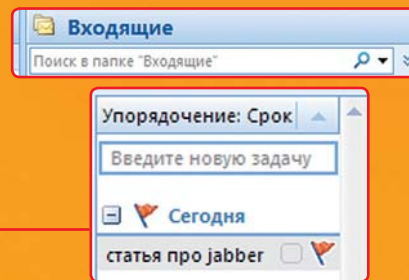 Входящие
Поиск в папке "Входящие"
Упорядочение: Срок
Введите новую задачу
Сегодня
статья про jabber